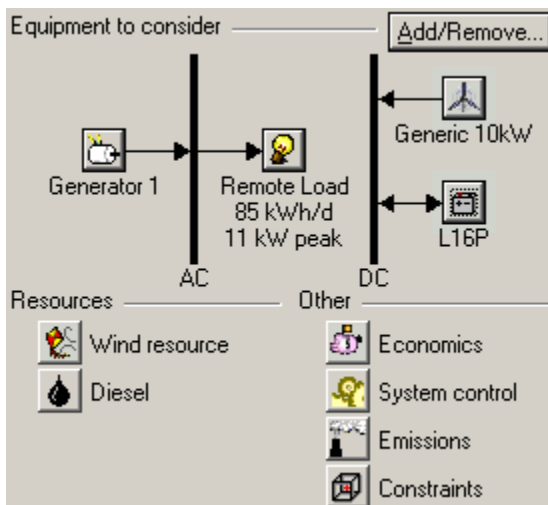 Equipment to consider
Add/Remove...
Generator 1
Remote Load
85 kWh/d
11 kW peak
Generic 10kW
L16P
AC
DC
Resources
Other
Wind resource
Economics
Diesel
System control
Emissions
Constraints